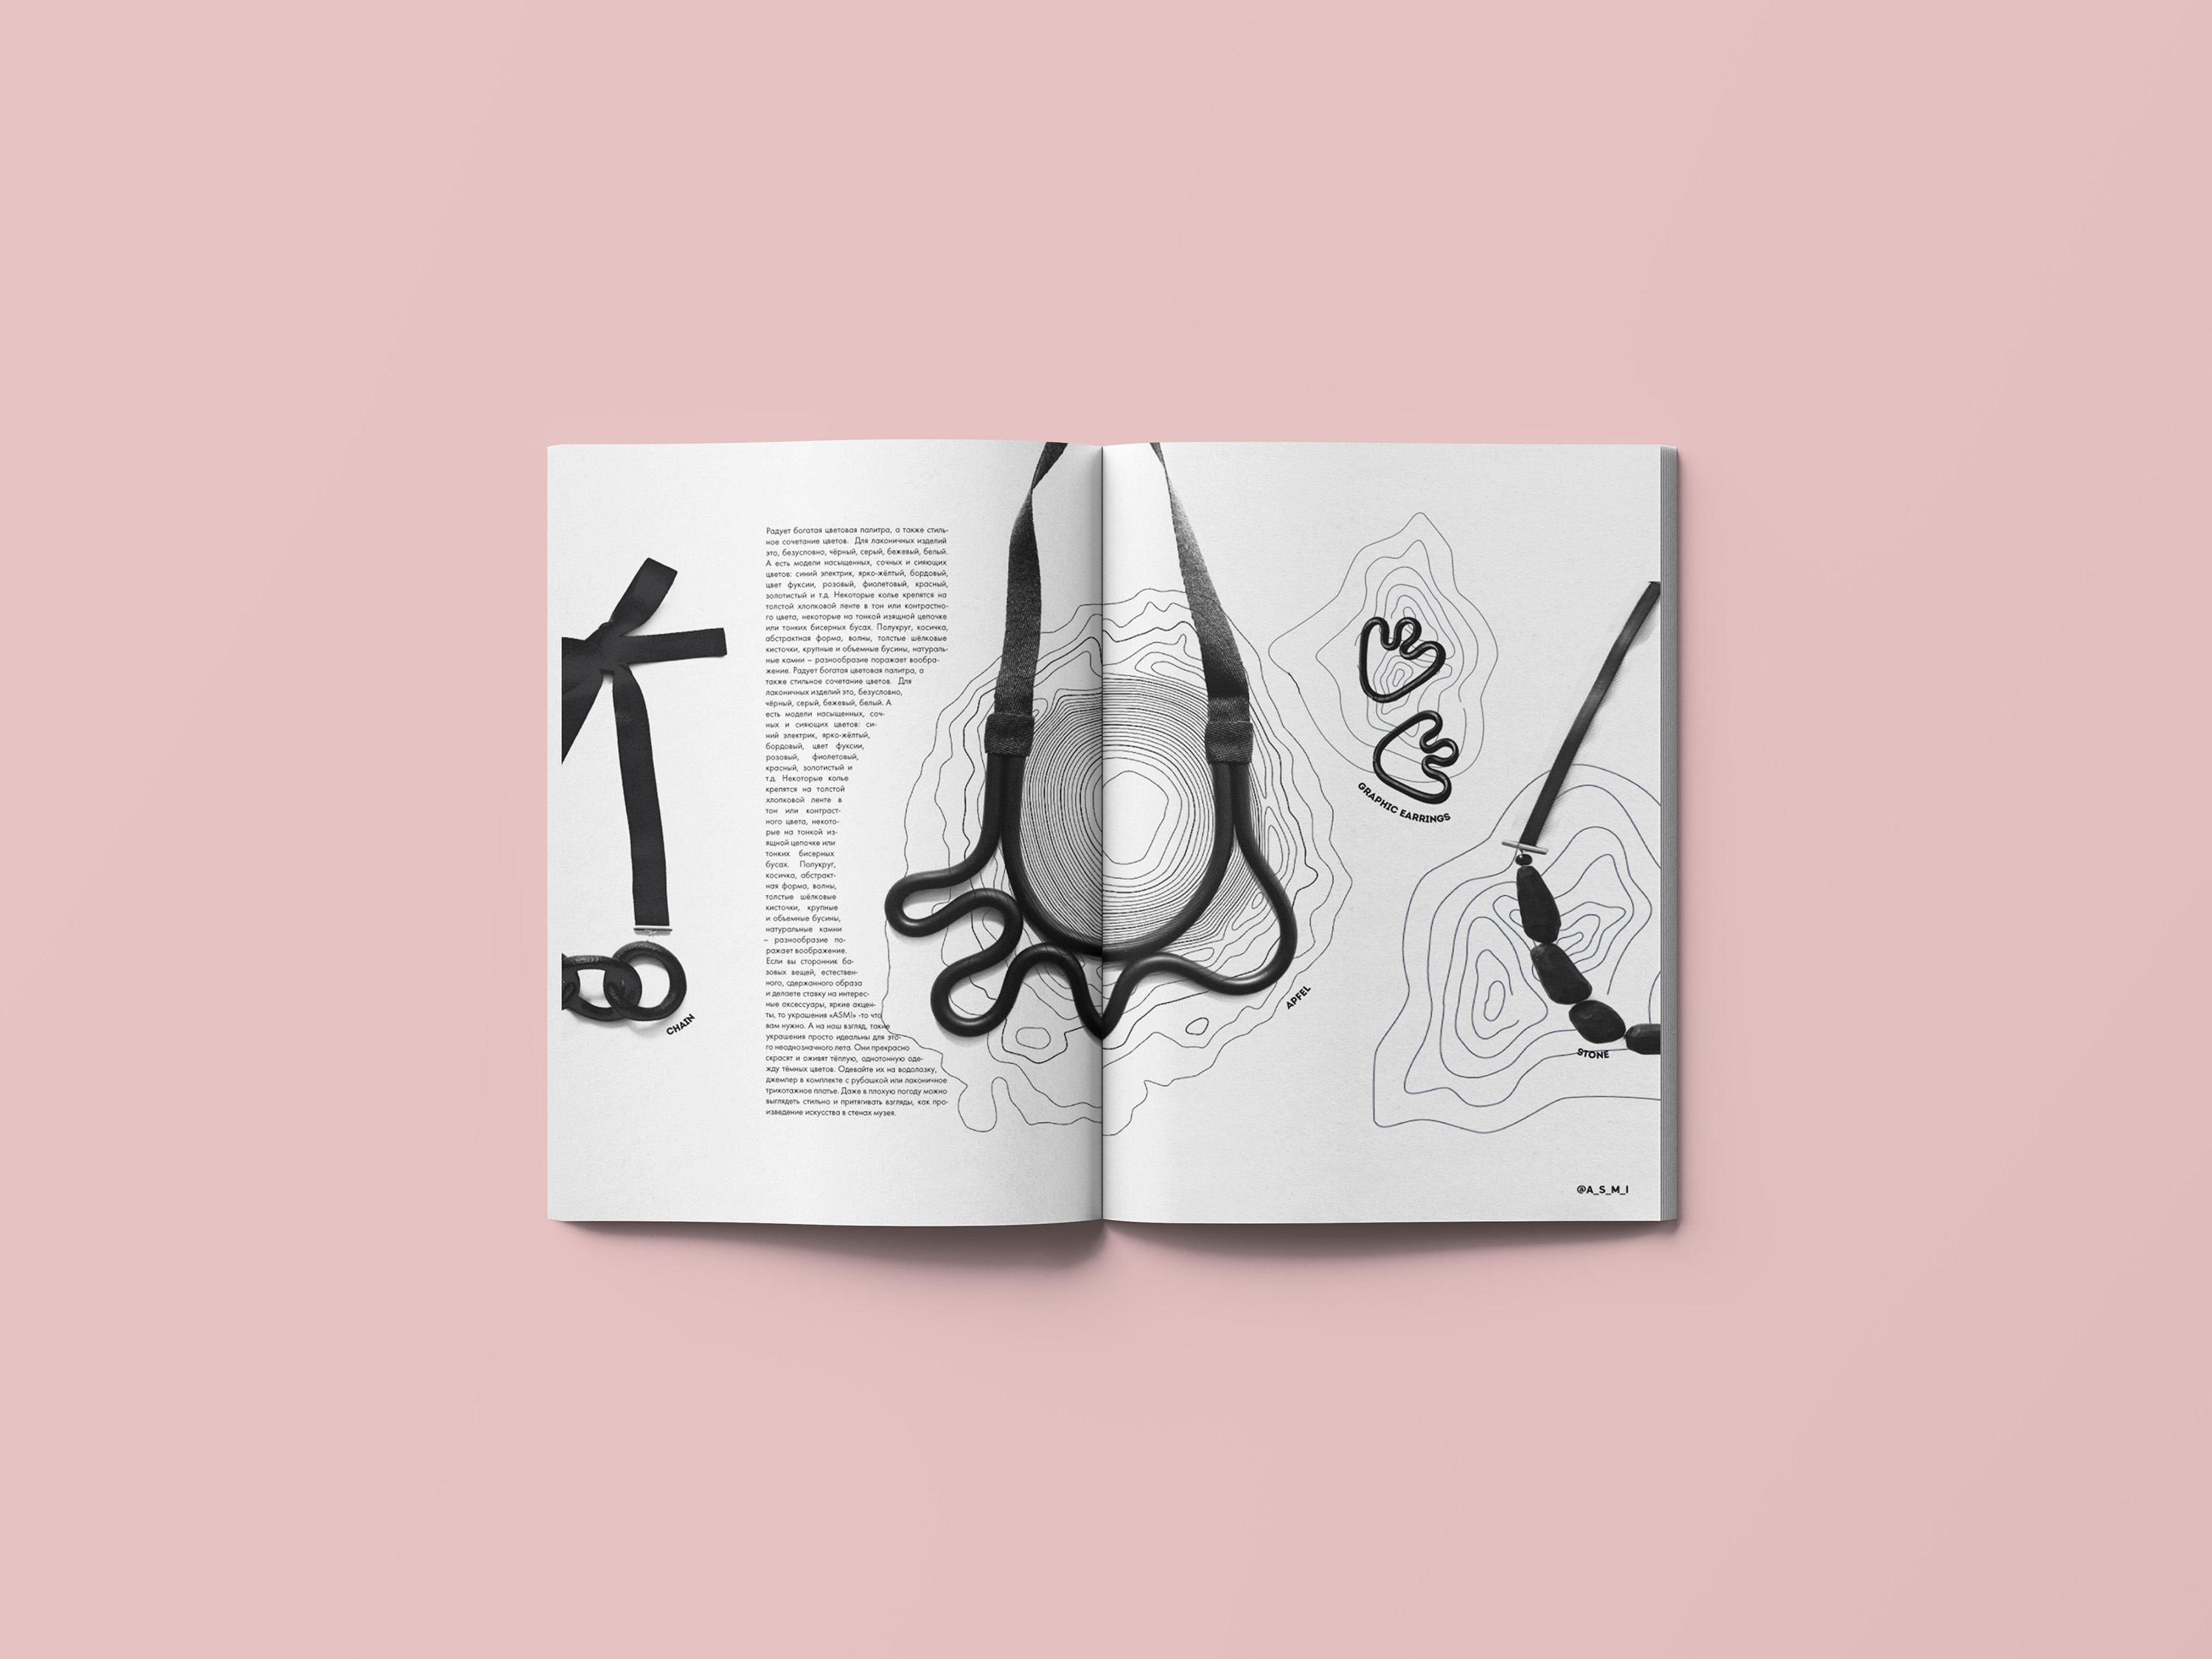 Радует богатая цветовая палитра, а также стиль-
ное сочетание цветов. Для лаконичных изделий
это, безусловно, чёрный, серый, бежевый, белый.
А есть модели насыщенных, сочных и сияющих
цветов: синий электрик, ярко-жёлтый, бордовый,
цвет фуксии, розовый, фиолетовый, красный,
золотистый и т.д. Некоторые колье крепятся на
толстой хлопковой ленте в тон или контрастно-
го цвета, некоторые на тонкой изящной цепочке
или тонких бисерных бусах. Полукруг, косичка,
абстрактная форма, волны, толстые шёлковые
кисточки, крупные и объемные бусины, натураль-
ные камни – разнообразие поражает вообра-
жение. Радует богатая цветовая палитра, а
также стильное сочетание цветов. Для
лаконичных изделий это, безусловно,
чёрный, серый, бежевый, белый. А
есть модели насыщенных, соч-
ных и сияющих цветов: си-
ний электрик, ярко-жёлтый,
бордовый, цвет фуксии,
розовый, фиолетовый,
красный, золотистый и
т.д. Некоторые колье
крепятся на толстой
хлопковой ленте в
тон или контраст-
ного цвета, некото-
рые на тонкой из-
ящной цепочке или
тонких бисерных
бусах. Полукруг,
косичка, абстракт-
ная форма, волны,
толстые шёлковые
кисточки, крупные
и объемные бусины,
натуральные камни
– разнообразие по-
ражает воображение.
Если вы сторонник ба-
зовых вещей, естествен-
ного, сдержанного образа
и делаете ставку на интерес-
ные аксессуары, яркие акцен-
ты, то украшения «ASMI» -то что
вам нужно. А на наш взгляд, такие
украшения просто идеальны для это-
го неоднозначного лета. Они прекрасно
скрасят и оживят тёплую, однотонную оде-
жду тёмных цветов. Одевайте их на водолазку,
джемпер в комплекте с рубашкой или лаконичное
трикотажное платье. Даже в плохую погоду можно
выглядеть стильно и притягивать взгляды, как про-
изведение искусства в стенах музея.
CHAIN
APFEL
GRAPHIC EARRINGS
STONE
@A_S_M_I